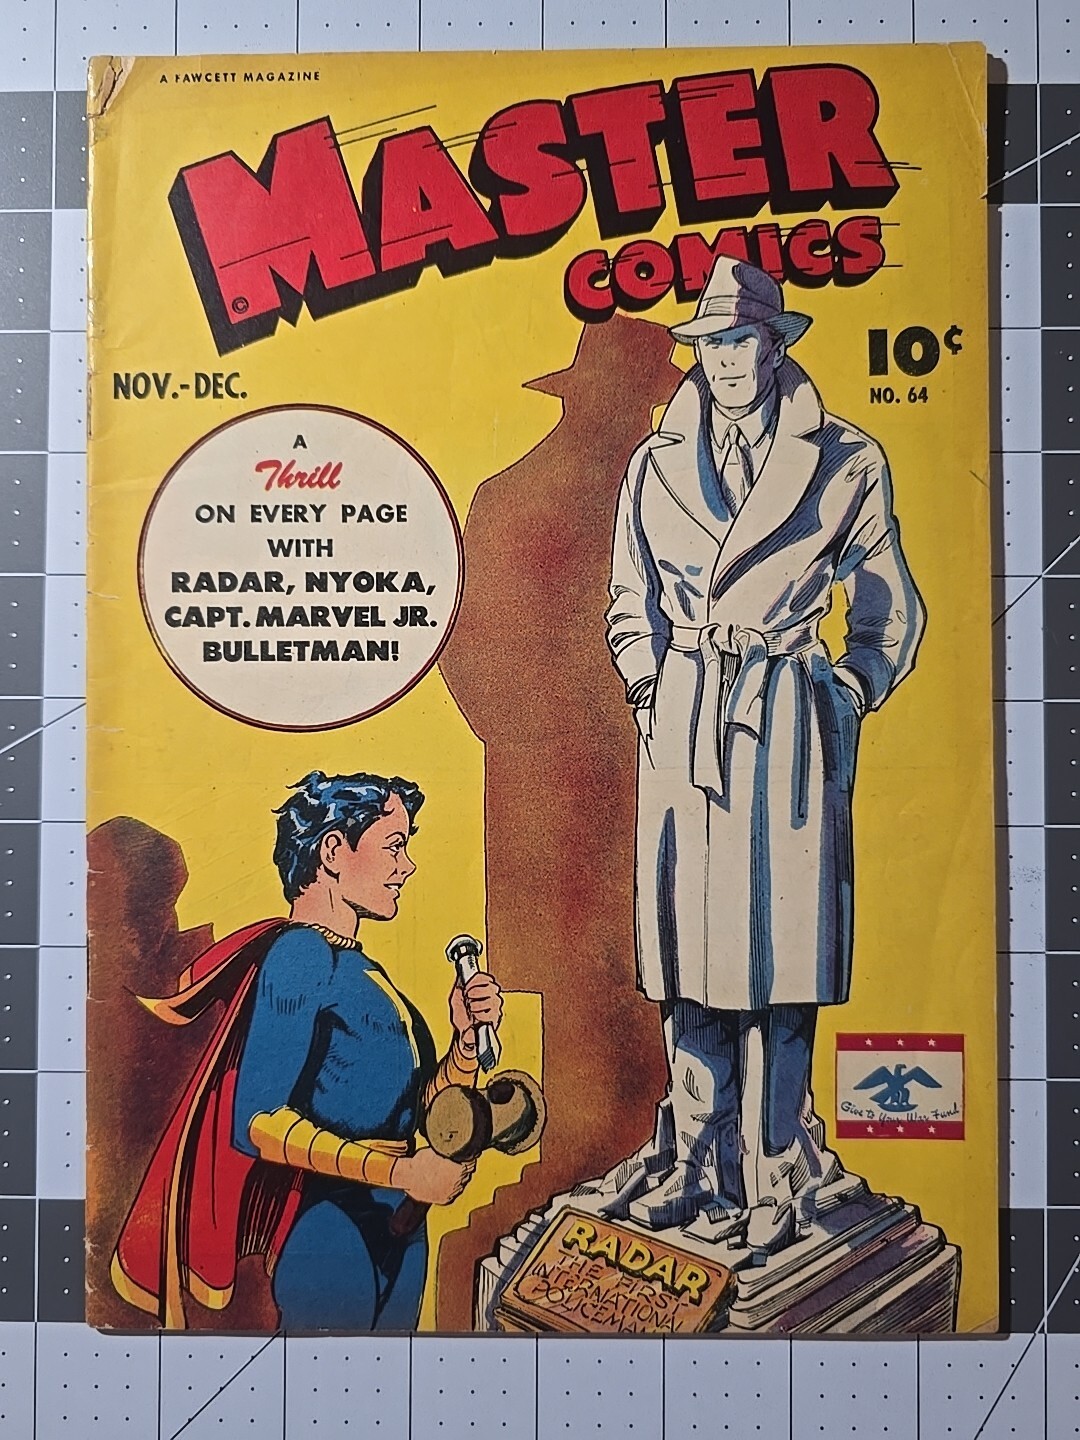 A FAWCETT MAGAZINE
MASTER
COMICS
©
10¢
NO. 64
NOV.-DEC.
A
Thrill
ON EVERY PAGE
WITH
RADAR, NYOKA,
CAPT. MARVEL JR.
BULLETMAN!
Give to Your War Fund
RADAR
THE FIRST
INTERNATIONAL
POLICEMAN